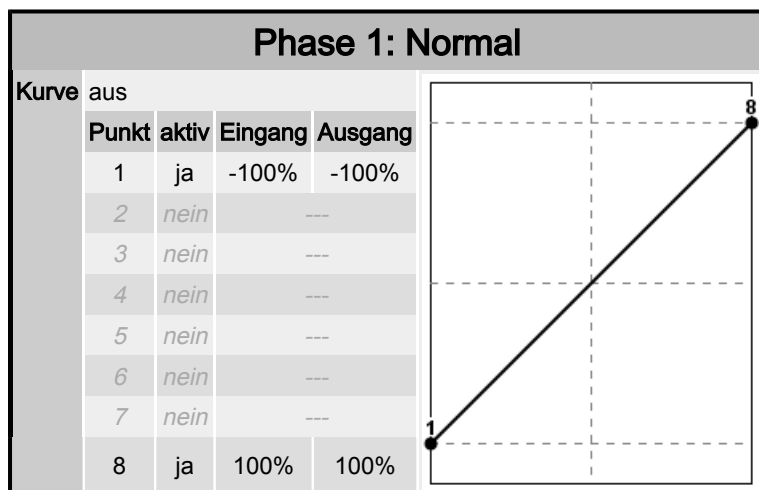 Phase 1: Normal
Kurve aus
Punkt aktiv Eingang Ausgang
1 ja -100% -100%
2 nein ---
3 nein ---
4 nein ---
5 nein ---
6 nein ---
7 nein ---
8 ja 100% 100%
8
1